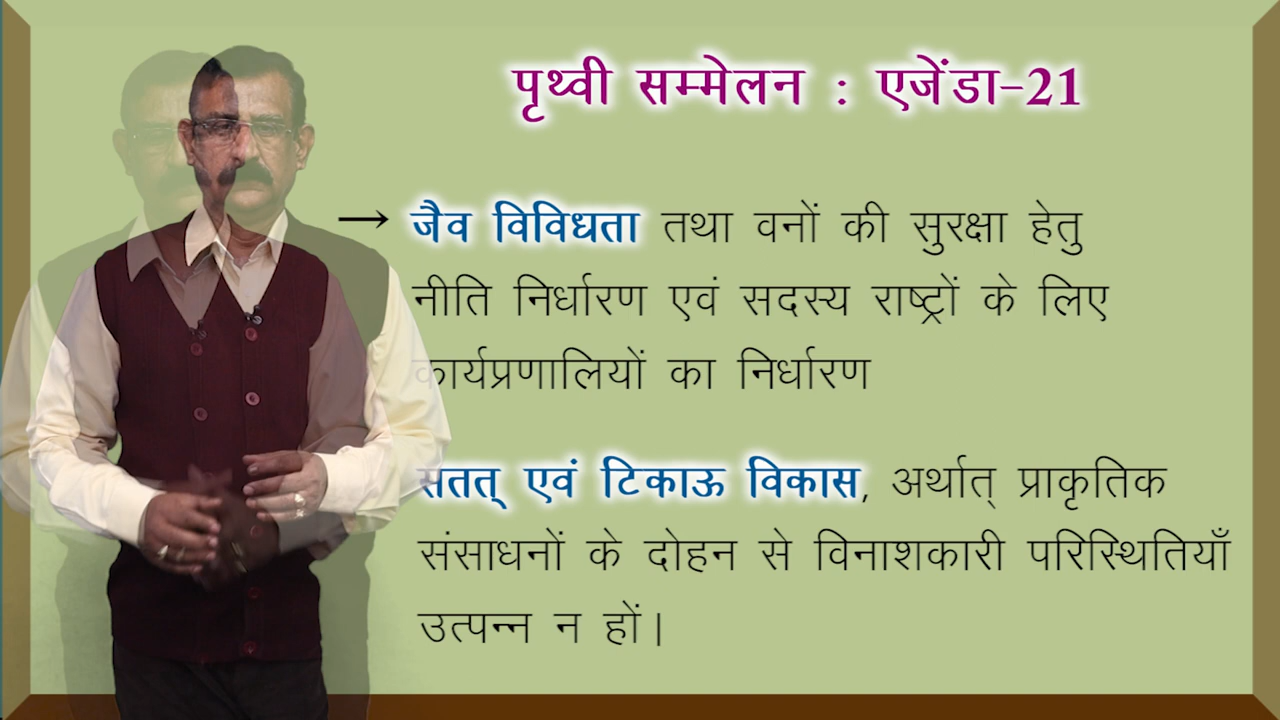 पृथ्वी सम्मेलन : एजेंडा-21
→ जैव विविधता तथा वनों की सुरक्षा हेतु
नीति निर्धारण एवं सदस्य राष्ट्रों के लिए
कार्यप्रणालियों का निर्धारण
सतत् एवं टिकाऊ विकास, अर्थात् प्राकृतिक
संसाधनों के दोहन से विनाशकारी परिस्थितियाँ
उत्पन्न न हों।